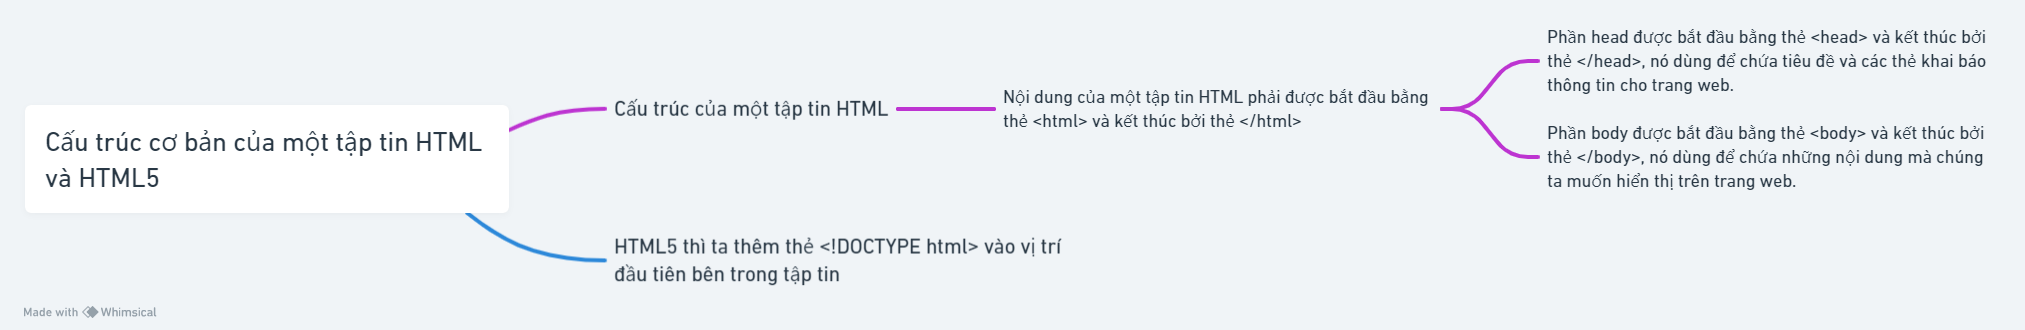 Cấu trúc cơ bản của một tập tin HTML
và HTML5
Cấu trúc của một tập tin HTML
Nội dung của một tập tin HTML phải được bắt đầu bằng
thẻ <html> và kết thúc bởi thẻ </html>
Phần head được bắt đầu bằng thẻ <head> và kết thúc bởi
thẻ </head>, nó dùng để chứa tiêu đề và các thẻ khai báo
thông tin cho trang web.
Phần body được bắt đầu bằng thẻ <body> và kết thúc bởi
thẻ </body>, nó dùng để chứa những nội dung mà chúng
ta muốn hiển thị trên trang web.
HTML5 thì ta thêm thẻ <!DOCTYPE html> vào vị trí
đầu tiên bên trong tập tin
Made with Whimsical